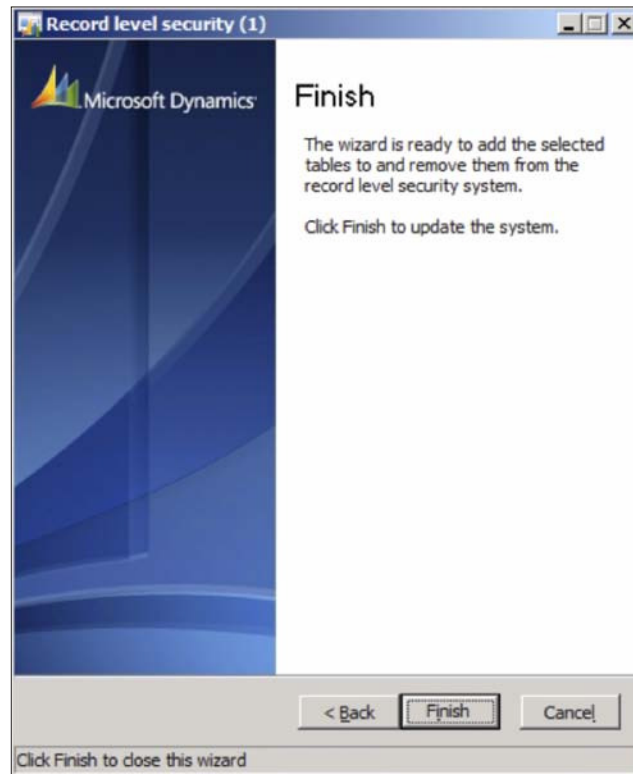 Record level security (1)
Microsoft Dynamics
Finish
The wizard is ready to add the selected
tables to and remove them from the
record level security system.
Click Finish to update the system.
< Back
Finish
Cancel
Click Finish to close this wizard